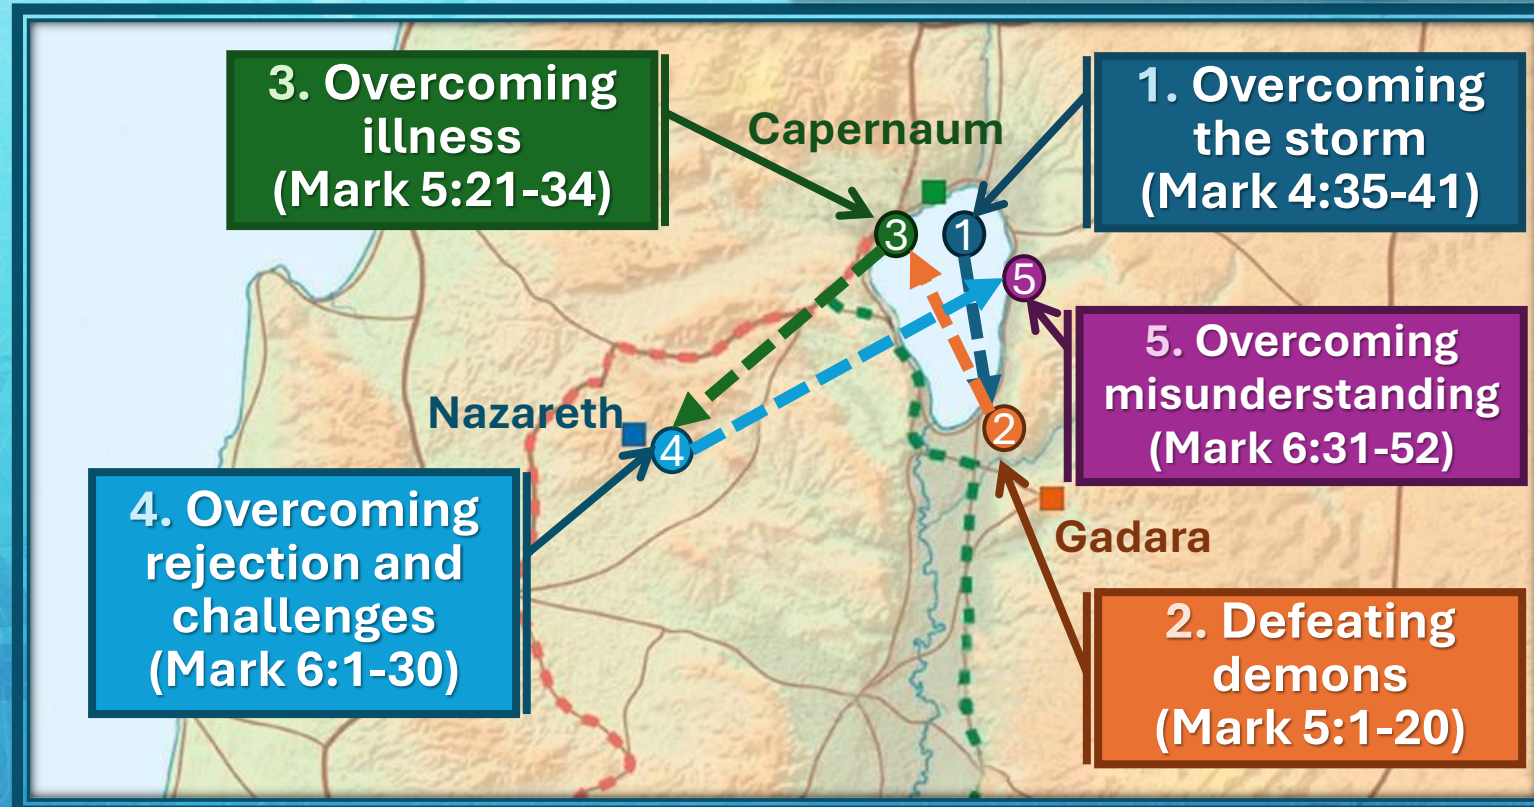 3. Overcoming
illness
(Mark 5:21-34)
Capernaum
1. Overcoming
the storm
(Mark 4:35-41)
3
1
5
5. Overcoming
misunderstanding
(Mark 6:31-52)
Nazareth
4
2
4. Overcoming
rejection and
challenges
(Mark 6:1-30)
Gadara
2. Defeating
demons
(Mark 5:1-20)